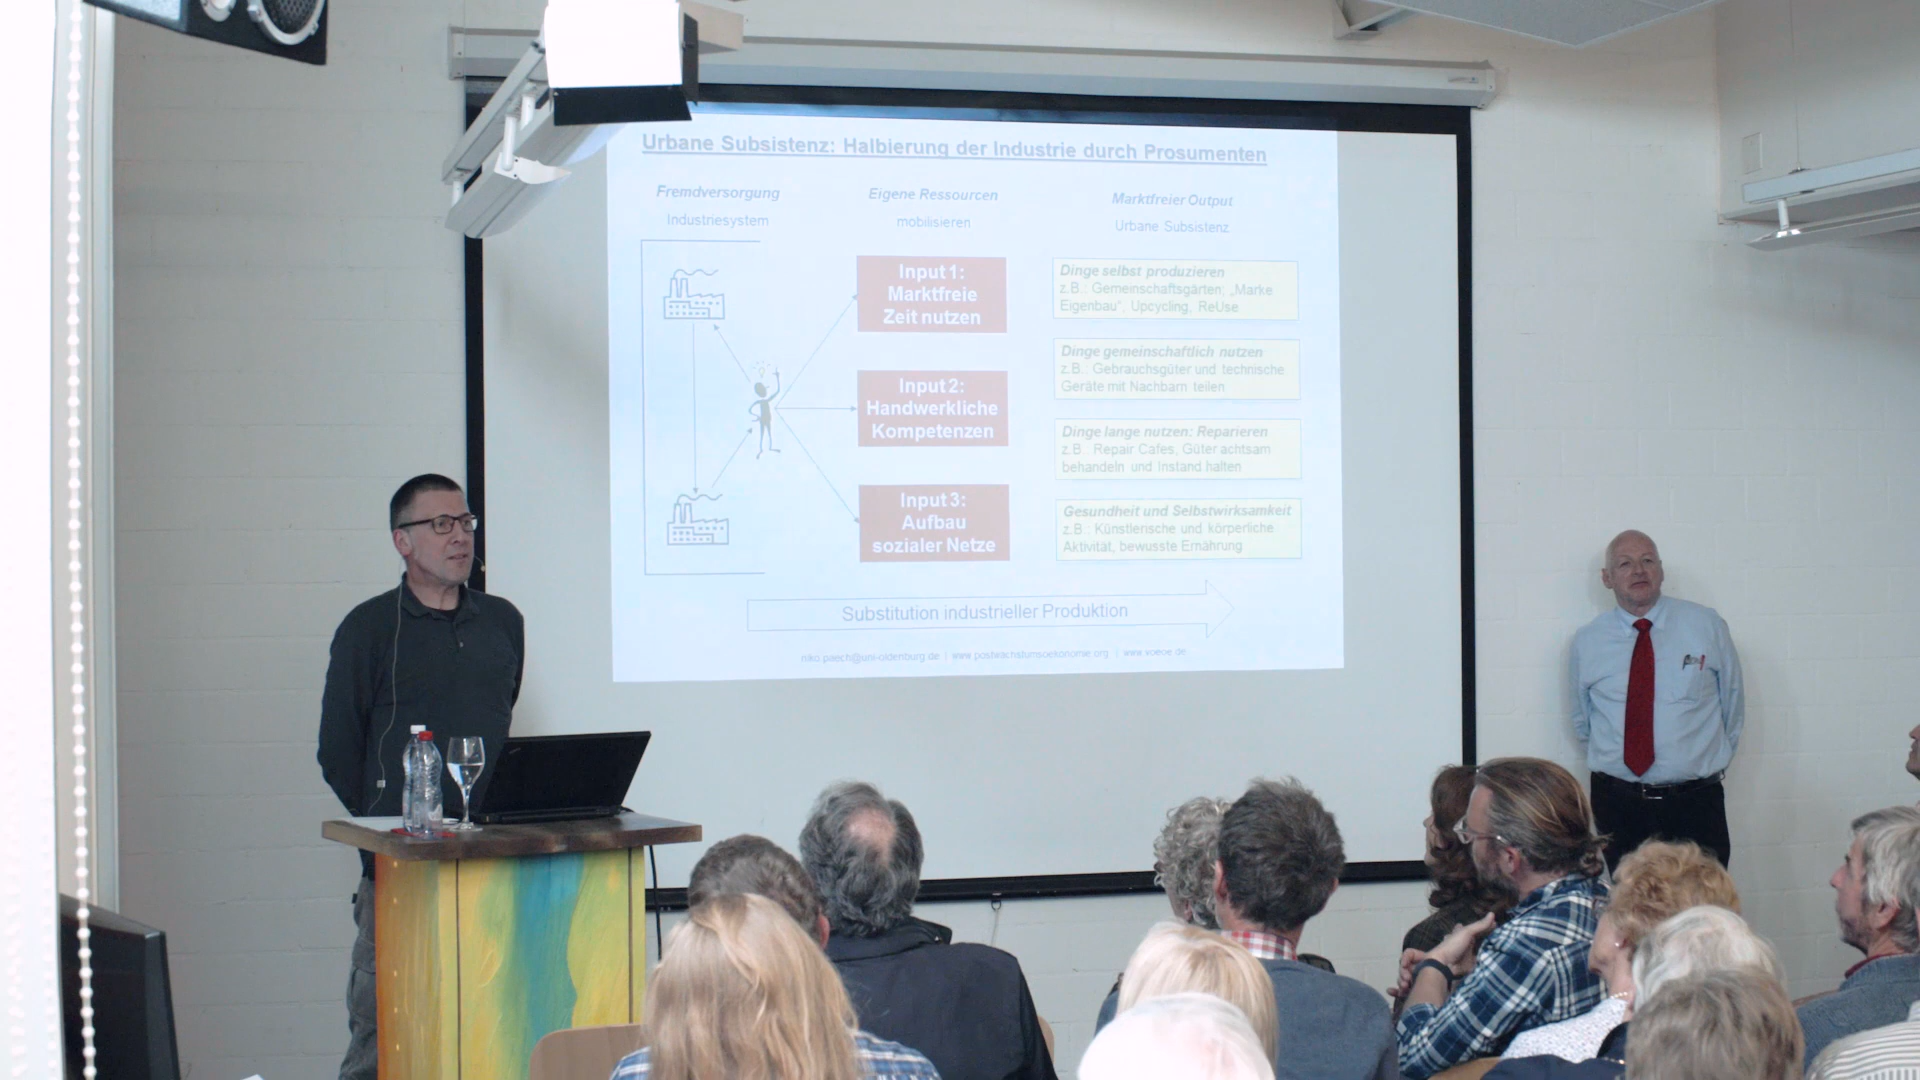 Urbane Subsistenz: Halbierung der Industrie durch Prosumenten
Fremdversorgung
Industriesystem
Eigene Ressourcen
mobilisieren
Marktfreier Output
Urbane Subsistenz
Input 1:
Marktfreie
Zeit nutzen
Input 2:
Handwerkliche
Kompetenzen
Input 3:
Aufbau
sozialer Netze
Dinge selbst produzieren
z.B.: Gemeinschaftsgärten; „Marke
Eigenbau“, Upcycling, ReUse
Dinge gemeinschaftlich nutzen
z.B.: Gebrauchsgüter und technische
Geräte mit Nachbarn teilen
Dinge lange nutzen: Reparieren
z.B.: Repair Cafes, Güter achtsam
behandeln und Instand halten
Gesundheit und Selbstwirksamkeit
z.B.: Künstlerische und körperliche
Aktivität, bewusste Ernährung
Substitution industrieller Produktion
niko.paech@uni-oldenburg.de | www.postwachstumsoekonomie.org | www.voeoe.de